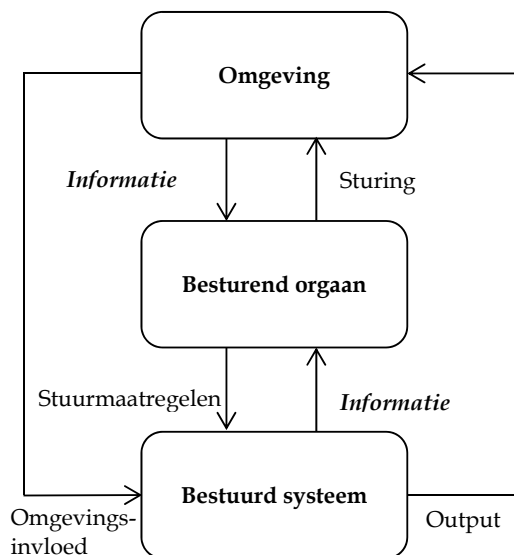 Omgeving
Informatie
Sturing
Besturend orgaan
Stuurmaatregelen
Informatie
Bestuurd systeem
Omgevings-
invloed
Output